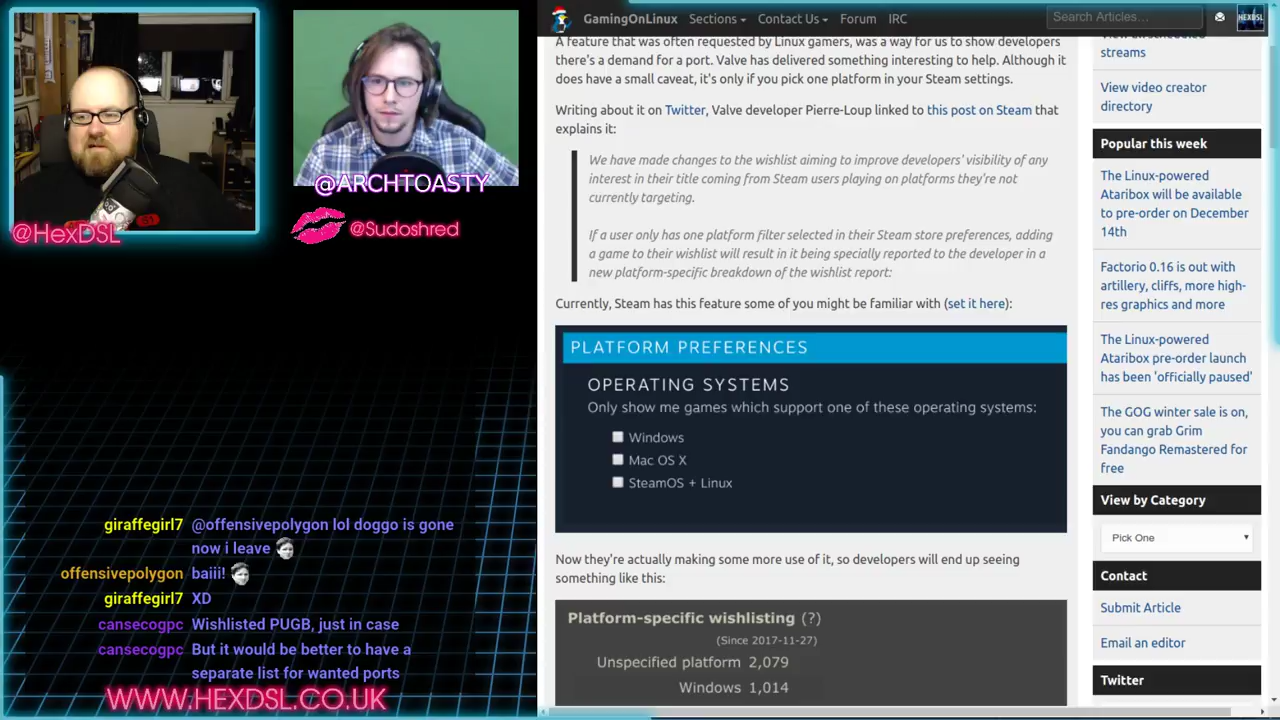 @HexDSL
@ARCHTOASTY
@Sudoshred
giraffegirl7 @offensivepolygon lol doggo is gone
now i leave
offensivepolygon baiii!
giraffegirl7 XD
cansecogpc Wishlisted PUGB, just in case
cansecogpc But it would be better to have a
separate list for wanted ports
WWW.HEXDSL.CO.UK
GamingOnLinux Sections Contact Us Forum IRC Search Articles... HEXDSL
A feature that was often requested by Linux gamers, was a way for us to show developers
there's a demand for a port. Valve has delivered something interesting to help. Although it
does have a small caveat, it's only if you pick one platform in your Steam settings.
Writing about it on Twitter, Valve developer Pierre-Loup linked to this post on Steam that
explains it:
We have made changes to the wishlist aiming to improve developers' visibility of any
interest in their title coming from Steam users playing on platforms they're not
currently targeting.
If a user only has one platform filter selected in their Steam store preferences, adding
a game to their wishlist will result in it being specially reported to the developer in a
new platform-specific breakdown of the wishlist report:
Currently, Steam has this feature some of you might be familiar with (set it here):
PLATFORM PREFERENCES
OPERATING SYSTEMS
Only show me games which support one of these operating systems:
Windows
Mac OS X
SteamOS + Linux
Now they're actually making some more use of it, so developers will end up seeing
something like this:
Platform-specific wishlisting (?)
(Since 2017-11-27)
Unspecified platform 2,079
Windows 1,014
streams
View video creator
directory
Popular this week
The Linux-powered
Ataribox will be available
to pre-order on December
14th
Factorio 0.16 is out with
artillery, cliffs, more high-
res graphics and more
The Linux-powered
Ataribox pre-order launch
has been 'officially paused'
The GOG winter sale is on,
you can grab Grim
Fandango Remastered for
free
View by Category
Pick One
Contact
Submit Article
Email an editor
Twitter